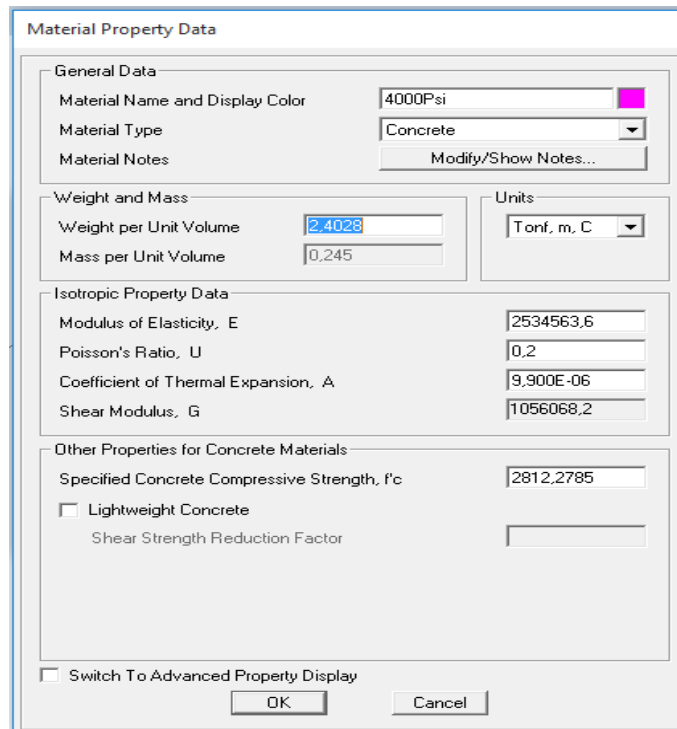 Material Property Data
General Data
Material Name and Display Color 4000Psi
Material Type Concrete
Material Notes Modify/Show Notes...
Weight and Mass Units
Weight per Unit Volume 2,4028 Tonf, m, C
Mass per Unit Volume 0,245
Isotropic Property Data
Modulus of Elasticity, E 2534563,6
Poisson's Ratio, U 0,2
Coefficient of Thermal Expansion, A 9,900E-06
Shear Modulus, G 1056068,2
Other Properties for Concrete Materials
Specified Concrete Compressive Strength, f'c 2812,2785
Lightweight Concrete
Shear Strength Reduction Factor
Switch To Advanced Property Display
OK Cancel